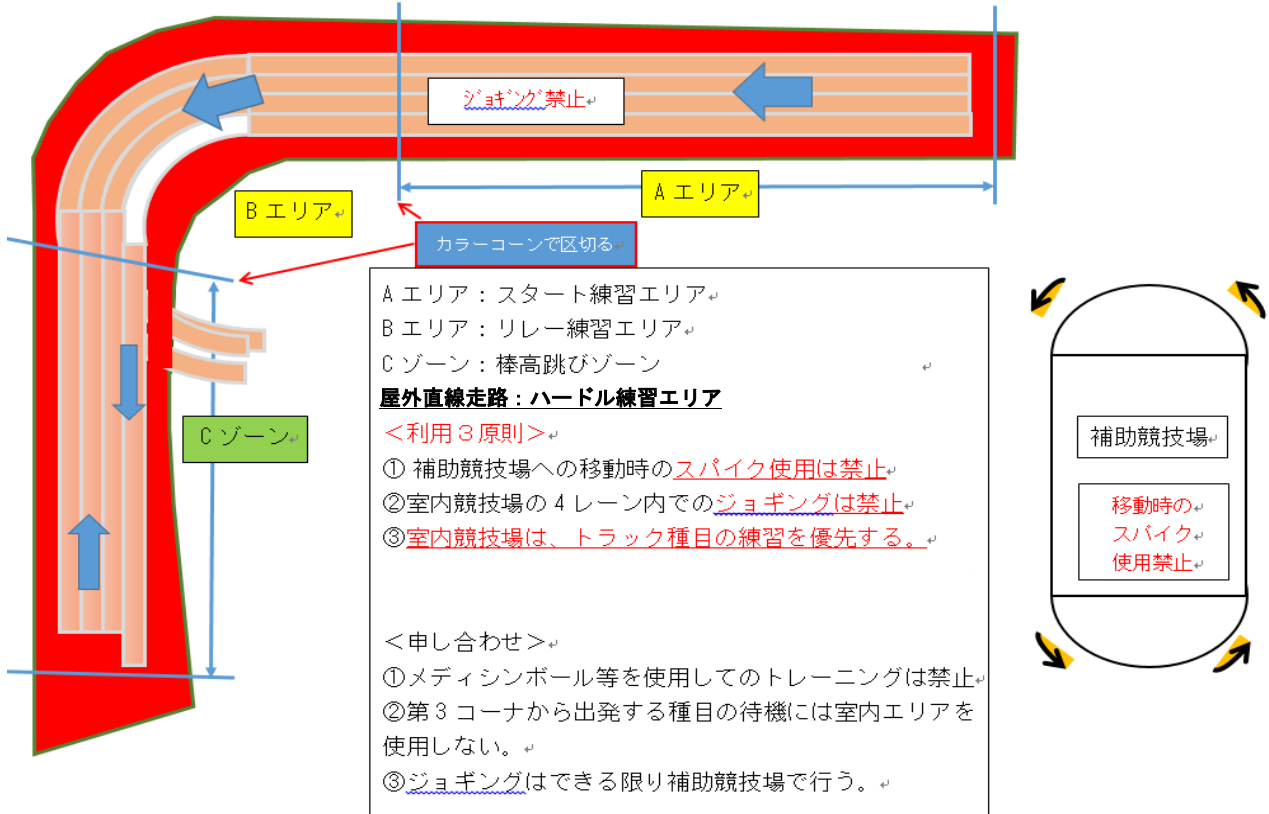 ジョギング禁止
Aエリア
Bエリア
カラーコーンで区切る
Cゾーン
Aエリア：スタート練習エリア
Bエリア：リレー練習エリア
Cゾーン：棒高跳びゾーン
屋外直線走路：ハードル練習エリア
＜利用３原則＞
① 補助競技場への移動時のスパイク使用は禁止
②室内競技場の4レーン内でのジョギングは禁止
③室内競技場は、トラック種目の練習を優先する。
＜申し合わせ＞
①メディシンボール等を使用してのトレーニングは禁止
②第3コーナから出発する種目の待機には室内エリアを
使用しない。
③ジョギングはできる限り補助競技場で行う。
補助競技場
移動時の
スパイク
使用禁止